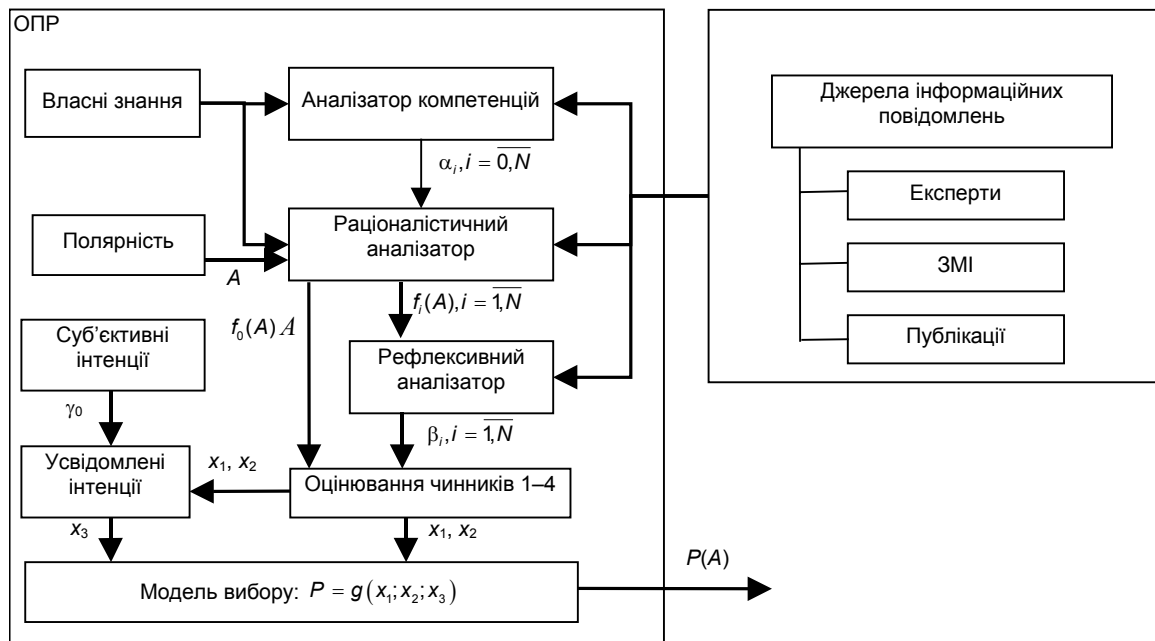 ОПР
Власні знання
Аналізатор компетенцій
αᵢ, i = 0,N
Полярність
A
Раціоналістичний
аналізатор
f₀(A) A
fᵢ(A), i = 1,N
Суб’єктивні
інтенції
γ₀
Рефлексивний
аналізатор
βᵢ, i = 1,N
Усвідомлені
інтенції
x₁, x₂
Оцінювання чинників 1–4
x₃
x₁, x₂
Модель вибору: P = g(x₁; x₂; x₃)
P(A)
Джерела інформаційних
повідомлень
Експерти
ЗМІ
Публікації